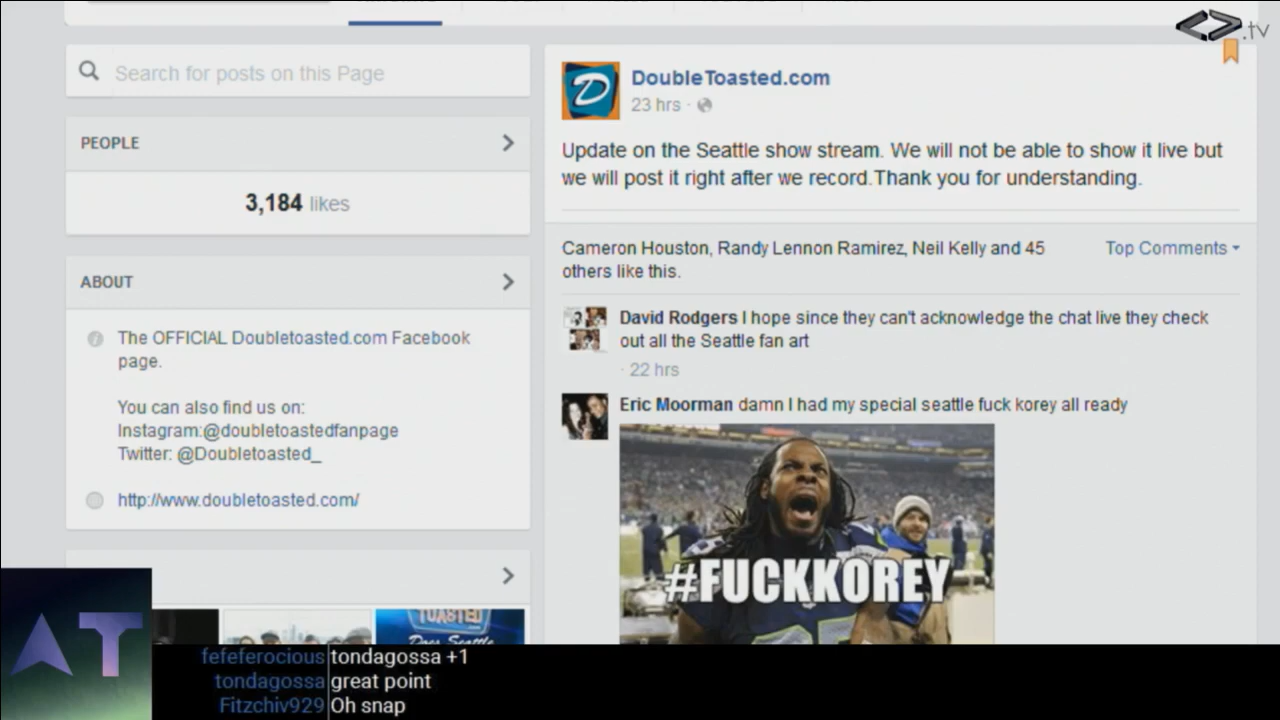 .tv
Search for posts on this Page
PEOPLE
3,184 likes
ABOUT
The OFFICIAL Doubletoasted.com Facebook
page.
You can also find us on:
Instagram:@doubletoastedfanpage
Twitter: @Doubletoasted_
http://www.doubletoasted.com/
TOASTED
Does Seattle
D
DoubleToasted.com
23 hrs ·
Update on the Seattle show stream. We will not be able to show it live but
we will post it right after we record.Thank you for understanding.
Cameron Houston, Randy Lennon Ramirez, Neil Kelly and 45
others like this.
Top Comments
David Rodgers I hope since they can't acknowledge the chat live they check
out all the Seattle fan art
· 22 hrs
Eric Moorman damn I had my special seattle fuck korey all ready
#FUCKKOREY
AT
fefeferocious tondagossa +1
tondagossa great point
Fitzchiv929 Oh snap